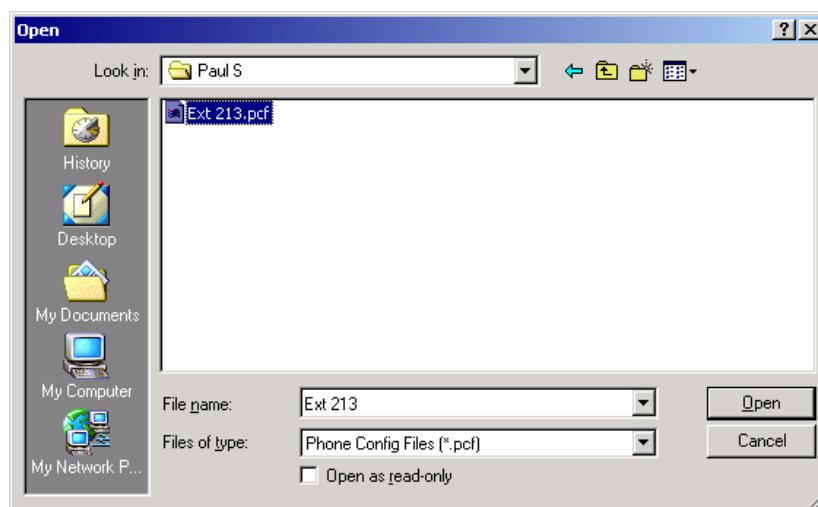 Open
Look in: Paul S
Ext 213.pcf
History
Desktop
My Documents
My Computer
My Network P...
File name: Ext 213 Open
Files of type: Phone Config Files (*.pcf) Cancel
Open as read-only